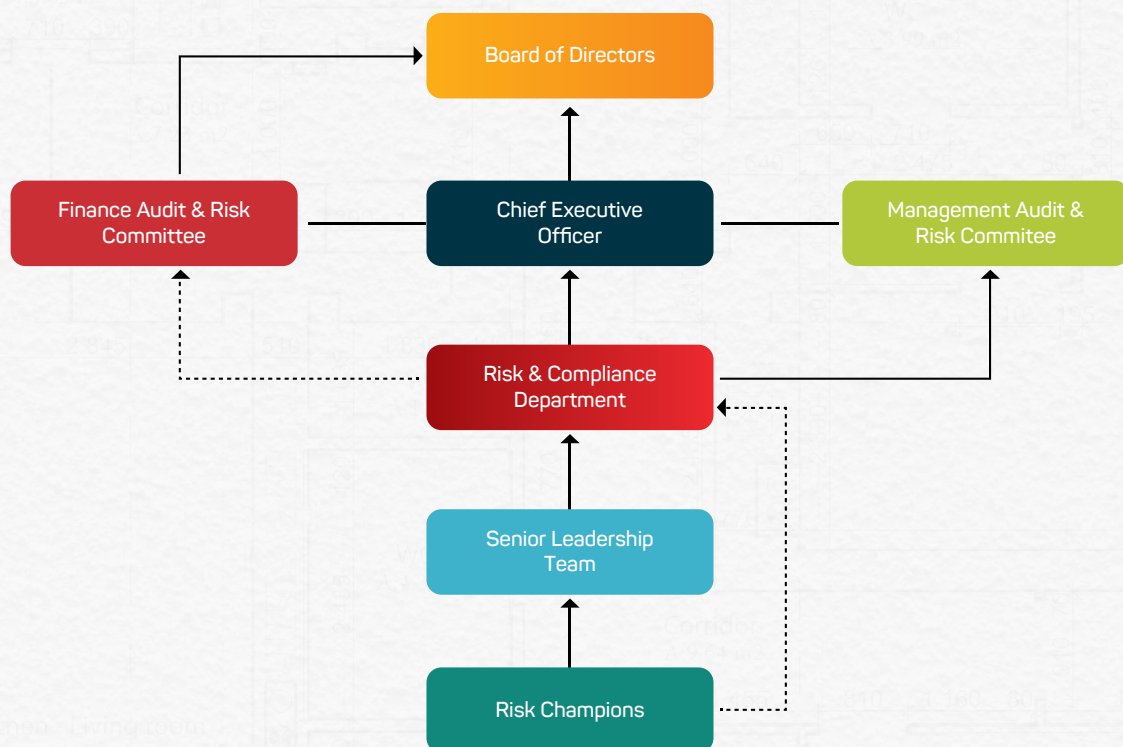 Board of Directors
Finance Audit & Risk
Committee
Chief Executive
Officer
Management Audit &
Risk Commitee
Risk & Compliance
Department
Senior Leadership
Team
Risk Champions